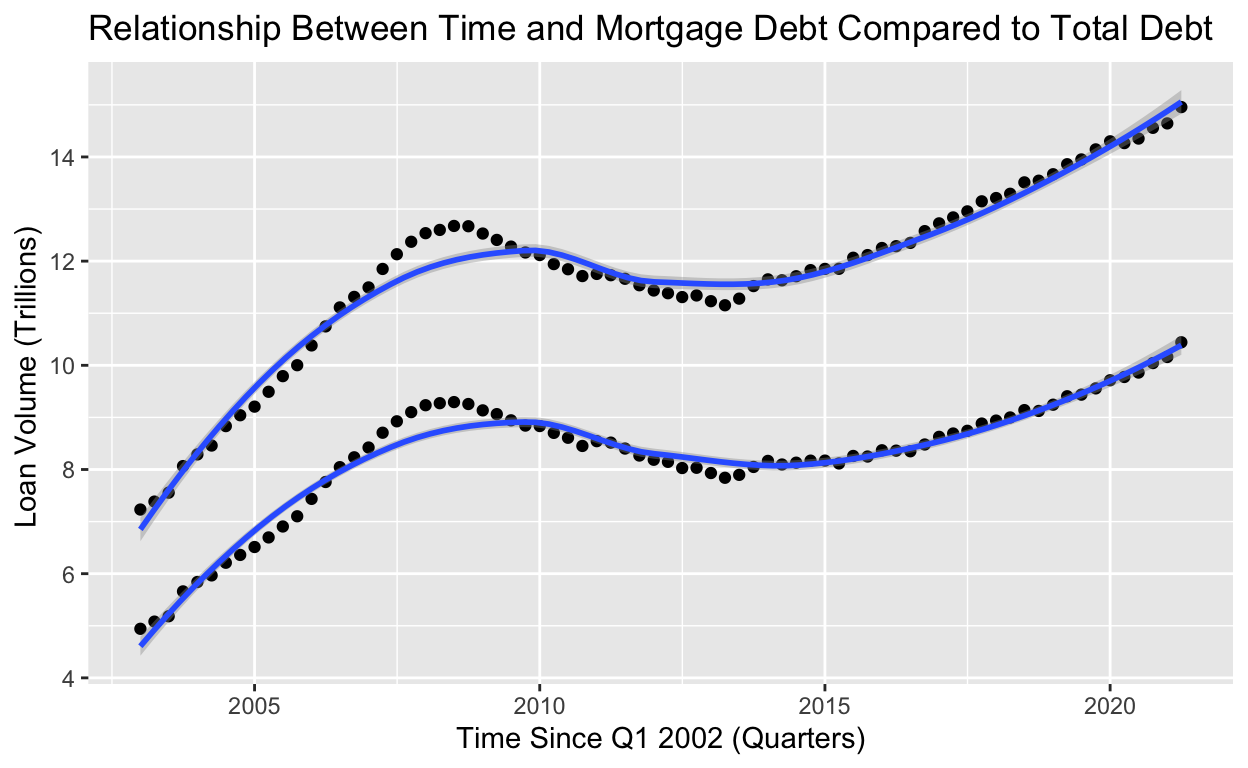 Relationship Between Time and Mortgage Debt Compared to Total Debt
Loan Volume (Trillions)
14
12
10
8
6
4
2005 2010 2015 2020
Time Since Q1 2002 (Quarters)